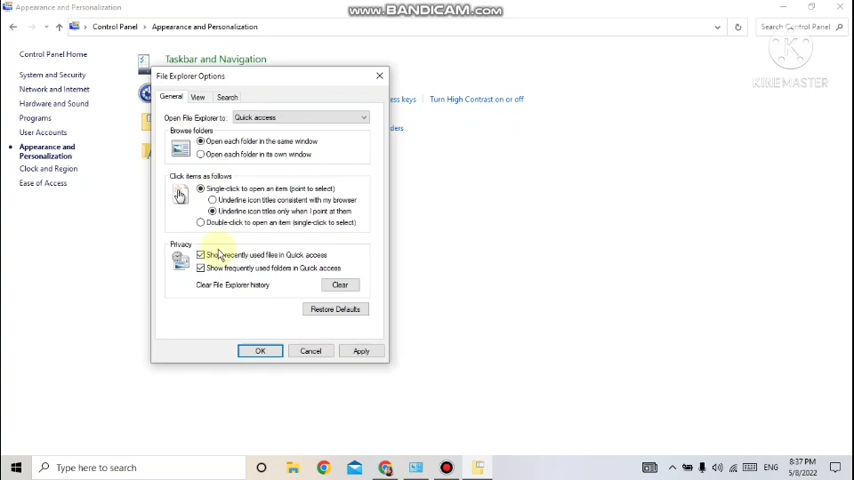 Appearance and Personalization
www.BANDICAM.com
Control Panel > Appearance and Personalization
Search Control Panel
KINEMASTER
Control Panel Home
System and Security
Network and Internet
Hardware and Sound
Programs
User Accounts
Appearance and
Personalization
Clock and Region
Ease of Access
Taskbar and Navigation
ess keys
Turn High Contrast on or off
ders
File Explorer Options
General
View
Search
Open File Explorer to:
Quick access
Browse folders
Open each folder in the same window
Open each folder in its own window
Click items as follows
Single-click to open an item (point to select)
Underline icon titles consistent with my browser
Underline icon titles only when I point at them
Double-click to open an item (single-click to select)
Privacy
Show recently used files in Quick access
Show frequently used folders in Quick access
Clear File Explorer history
Clear
Restore Defaults
OK
Cancel
Apply
Type here to search
ENG
8:37 PM
5/8/2022